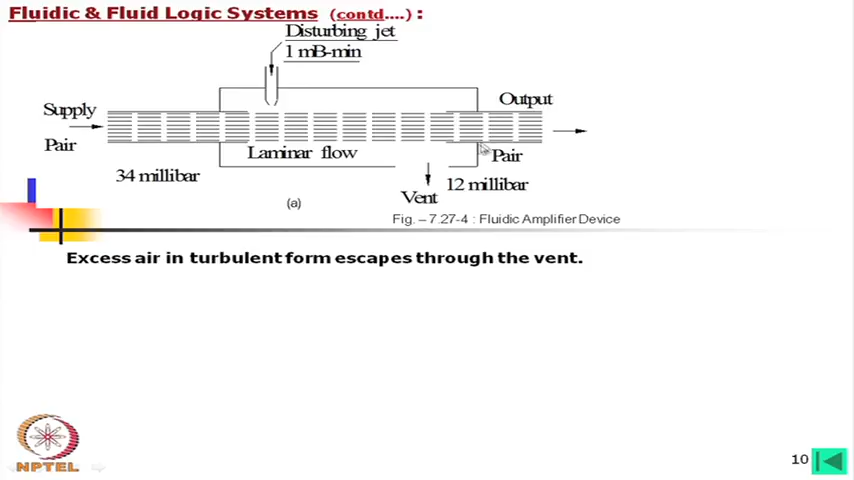 Fluidic & Fluid Logic Systems (contd....) :
Disturbing jet
1 mB-min
Supply
Output
Pair
Laminar flow
Pair
34 millibar
12 millibar
Vent
(a)
Fig. – 7.27-4 : Fluidic Amplifier Device
Excess air in turbulent form escapes through the vent.
NPTEL
10